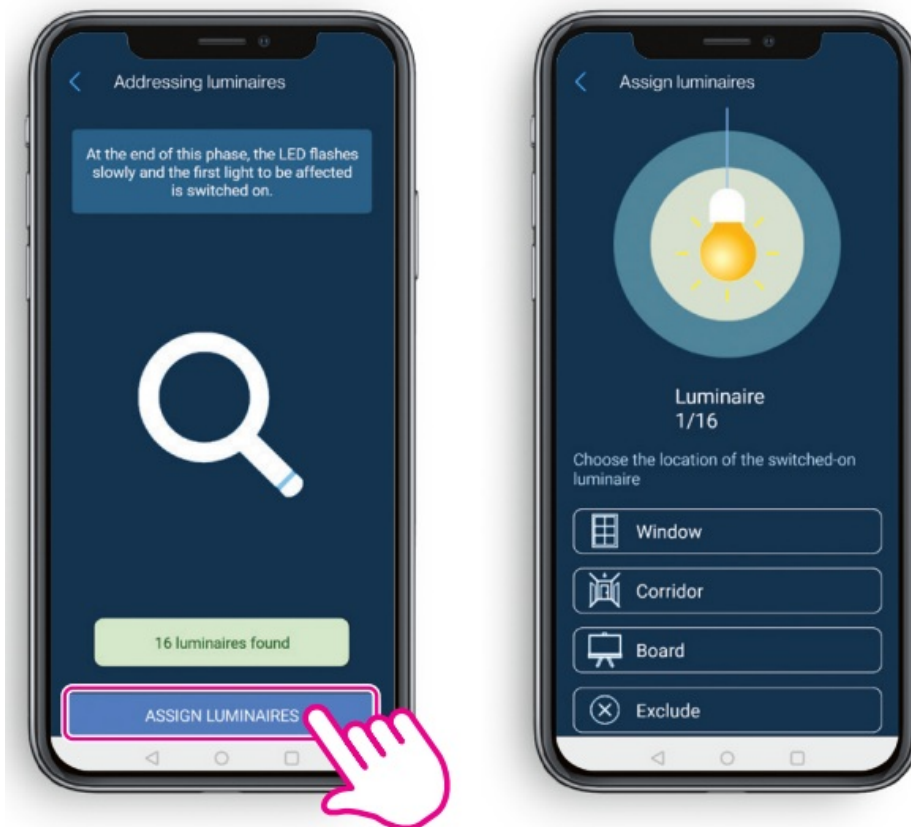 Addressing luminaires
At the end of this phase, the LED flashes
slowly and the first light to be affected
is switched on.
16 luminaires found
ASSIGN LUMINAIRES
Assign luminaires
Luminaire
1/16
Choose the location of the switched-on
luminaire
Window
Corridor
Board
Exclude